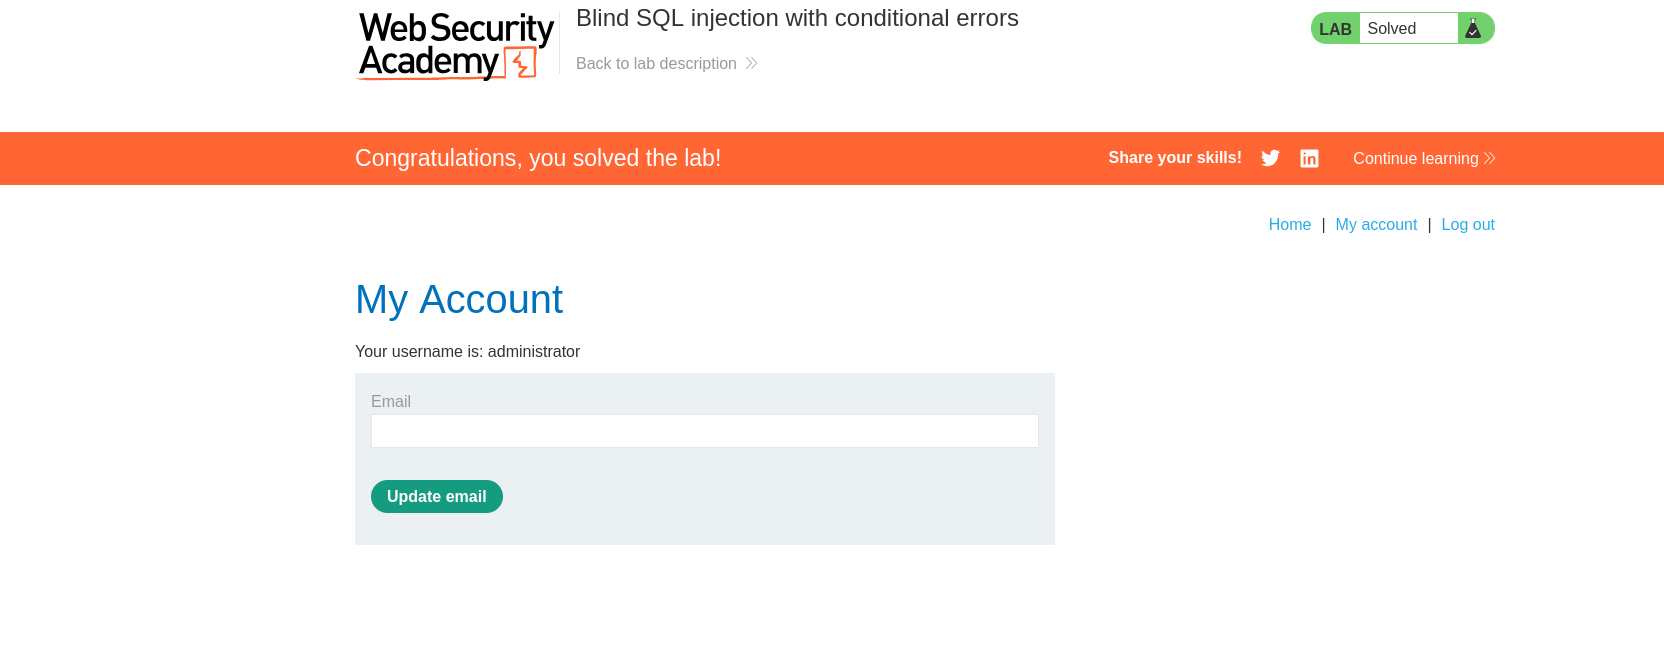 Web Security
Academy
Blind SQL injection with conditional errors
Back to lab description
LAB Solved
Congratulations, you solved the lab!
Share your skills!
Continue learning
Home | My account | Log out
My Account
Your username is: administrator
Email
Update email